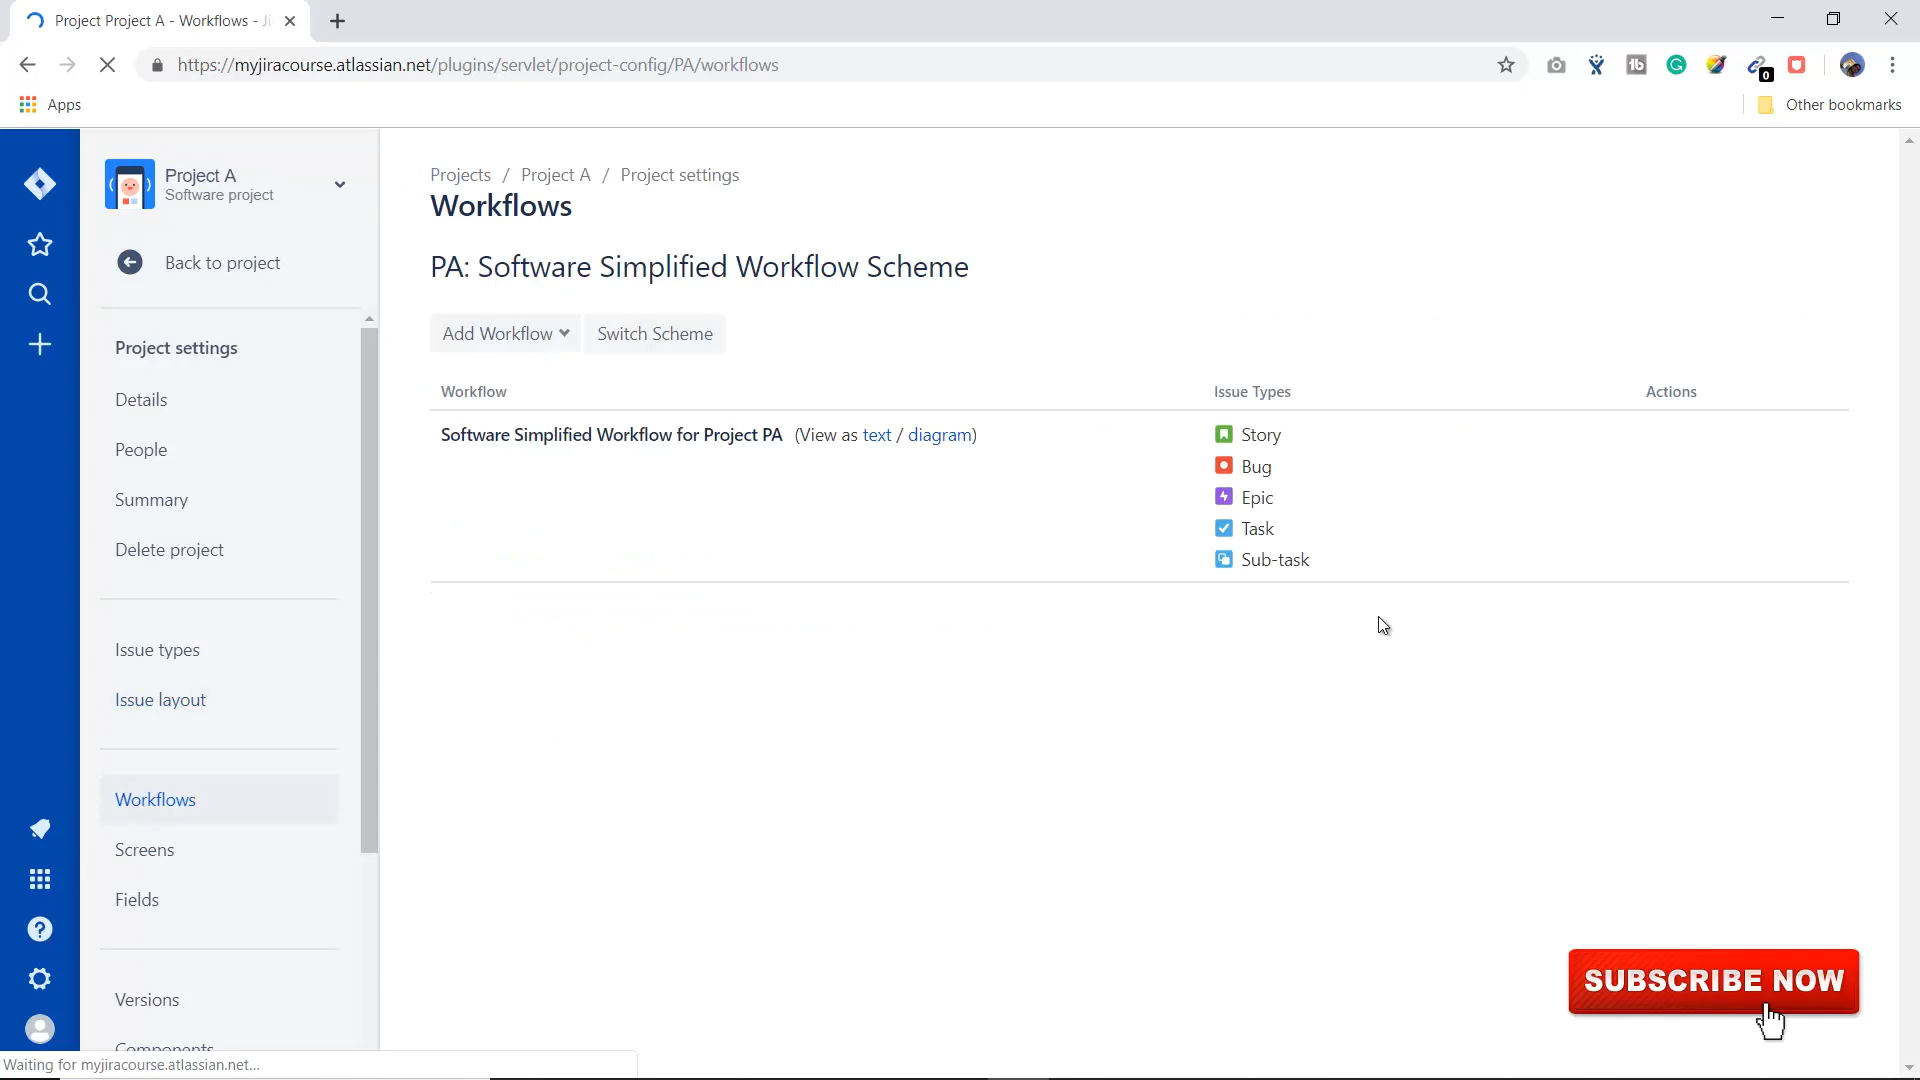 Project Project A - Workflows - Ji
https://myjiracourse.atlassian.net/plugins/servlet/project-config/PA/workflows
0
Apps
Other bookmarks
Project A
Software project
Back to project
Project settings
Details
People
Summary
Delete project
Issue types
Issue layout
Workflows
Screens
Fields
Versions
Components
Projects / Project A / Project settings
Workflows
PA: Software Simplified Workflow Scheme
Add Workflow
Switch Scheme
Workflow
Issue Types
Actions
Software Simplified Workflow for Project PA (View as text / diagram)
Story
Bug
Epic
Task
Sub-task
SUBSCRIBE NOW
Waiting for myjiracourse.atlassian.net...